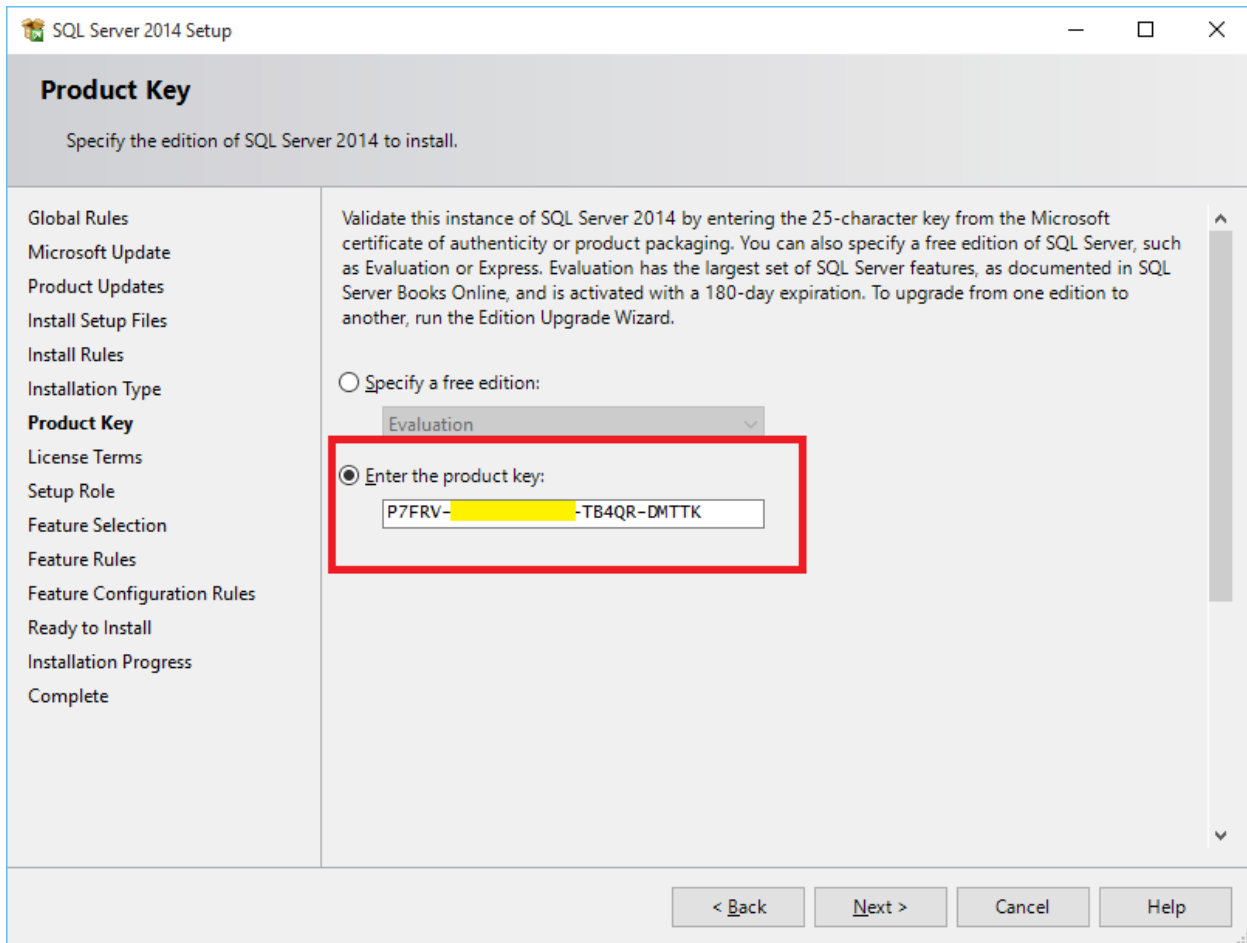 SQL Server 2014 Setup
Product Key
Specify the edition of SQL Server 2014 to install.
Global Rules
Microsoft Update
Product Updates
Install Setup Files
Install Rules
Installation Type
Product Key
License Terms
Setup Role
Feature Selection
Feature Rules
Feature Configuration Rules
Ready to Install
Installation Progress
Complete
Validate this instance of SQL Server 2014 by entering the 25-character key from the Microsoft
certificate of authenticity or product packaging. You can also specify a free edition of SQL Server, such
as Evaluation or Express. Evaluation has the largest set of SQL Server features, as documented in SQL
Server Books Online, and is activated with a 180-day expiration. To upgrade from one edition to
another, run the Edition Upgrade Wizard.
Specify a free edition:
Evaluation
Enter the product key:
P7FRV- -TB4QR-DMTTK
< Back Next > Cancel Help